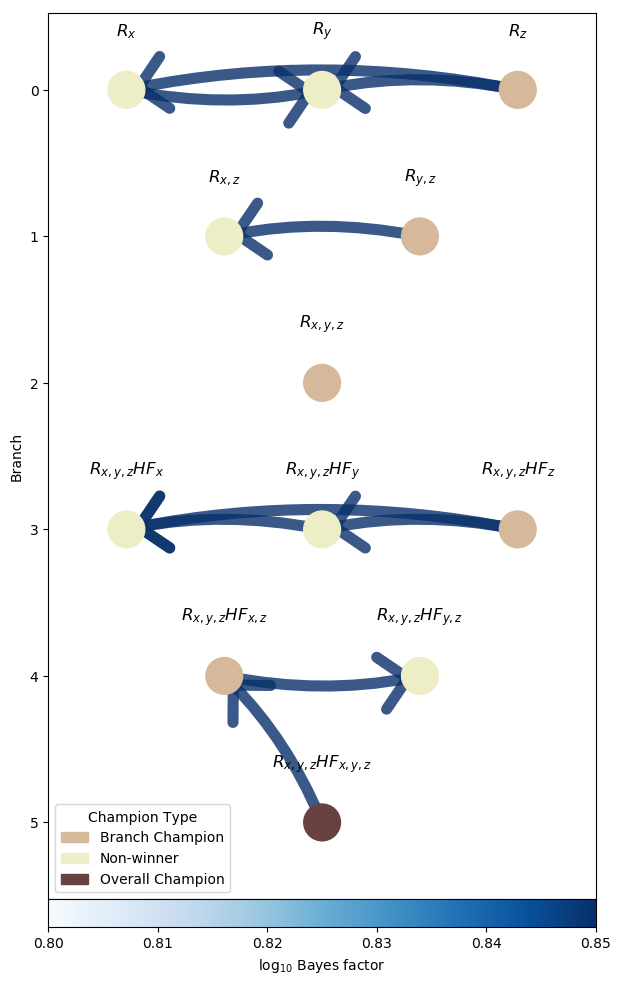 R_x R_y R_z
0
R_{x,z} R_{y,z}
1
R_{x,y,z}
2
R_{x,y,z}HF_x R_{x,y,z}HF_y R_{x,y,z}HF_z
3
R_{x,y,z}HF_{x,z} R_{x,y,z}HF_{y,z}
4
R_{x,y,z}HF_{x,y,z}
5
Branch
Champion Type
Branch Champion
Non-winner
Overall Champion
0.80 0.81 0.82 0.83 0.84 0.85
log_{10} Bayes factor